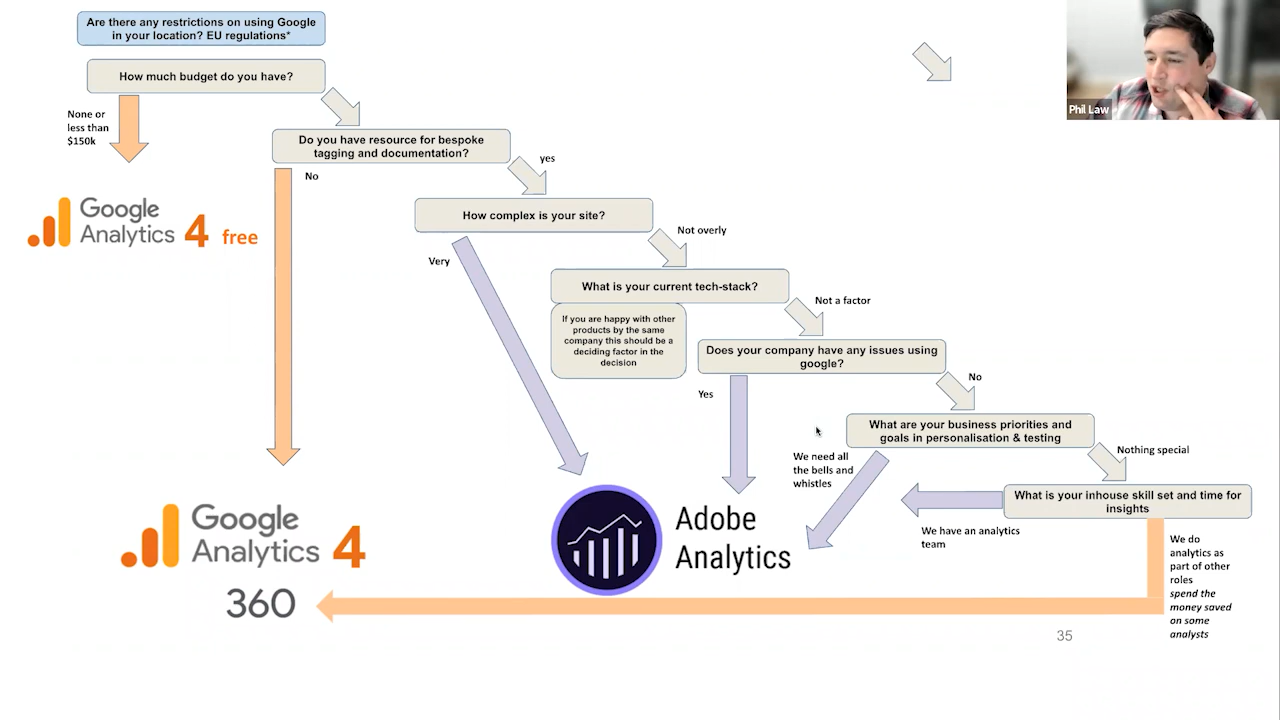 Are there any restrictions on using Google
in your location? EU regulations*
Phil Law
How much budget do you have?
None or
less than
$150k
Do you have resource for bespoke
tagging and documentation?
yes
No
Google
Analytics 4 free
How complex is your site?
Not overly
Very
What is your current tech-stack?
If you are happy with other
products by the same
company this should be a
deciding factor in the
decision
Not a factor
Does your company have any issues using
google?
No
Yes
What are your business priorities and
goals in personalisation & testing
We need all
the bells and
whistles
Nothing special
What is your inhouse skill set and time for
insights
We have an analytics
team
We do
analytics as
part of other
roles
spend the
money saved
on some
analysts
Adobe
Analytics
Google
Analytics 4
360
35